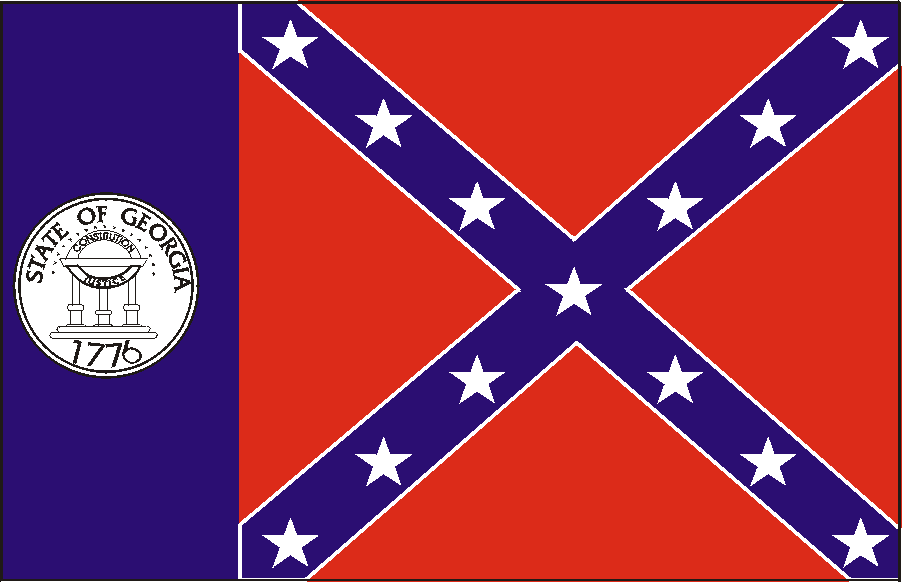 STATE OF GEORGIA
CONSTITUTION
JUSTICE
1776